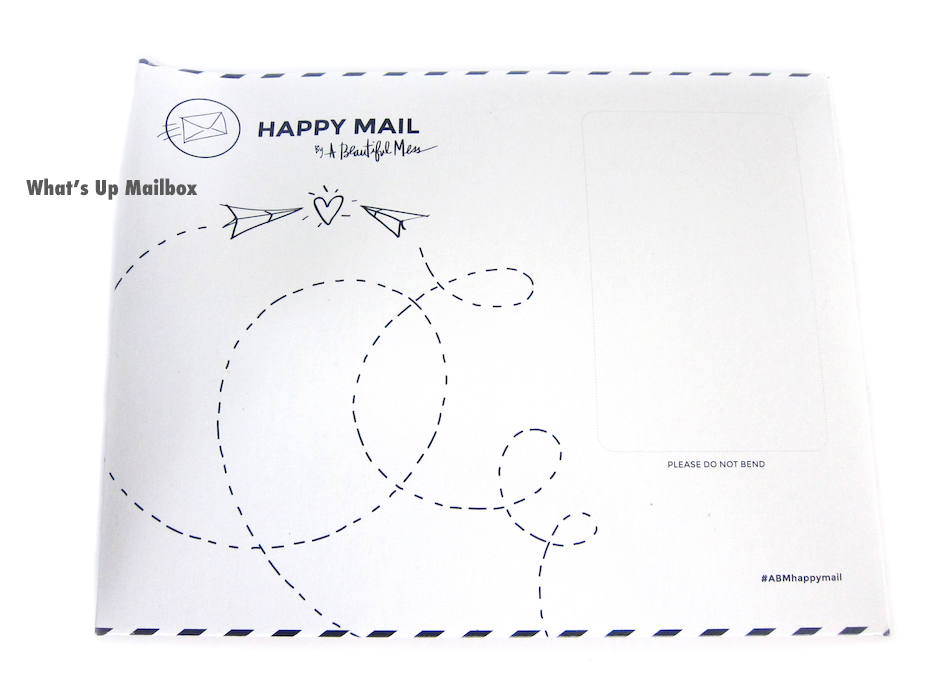 HAPPY MAIL
By A Beautiful Mess
What's Up Mailbox
PLEASE DO NOT BEND
#ABMhappymail